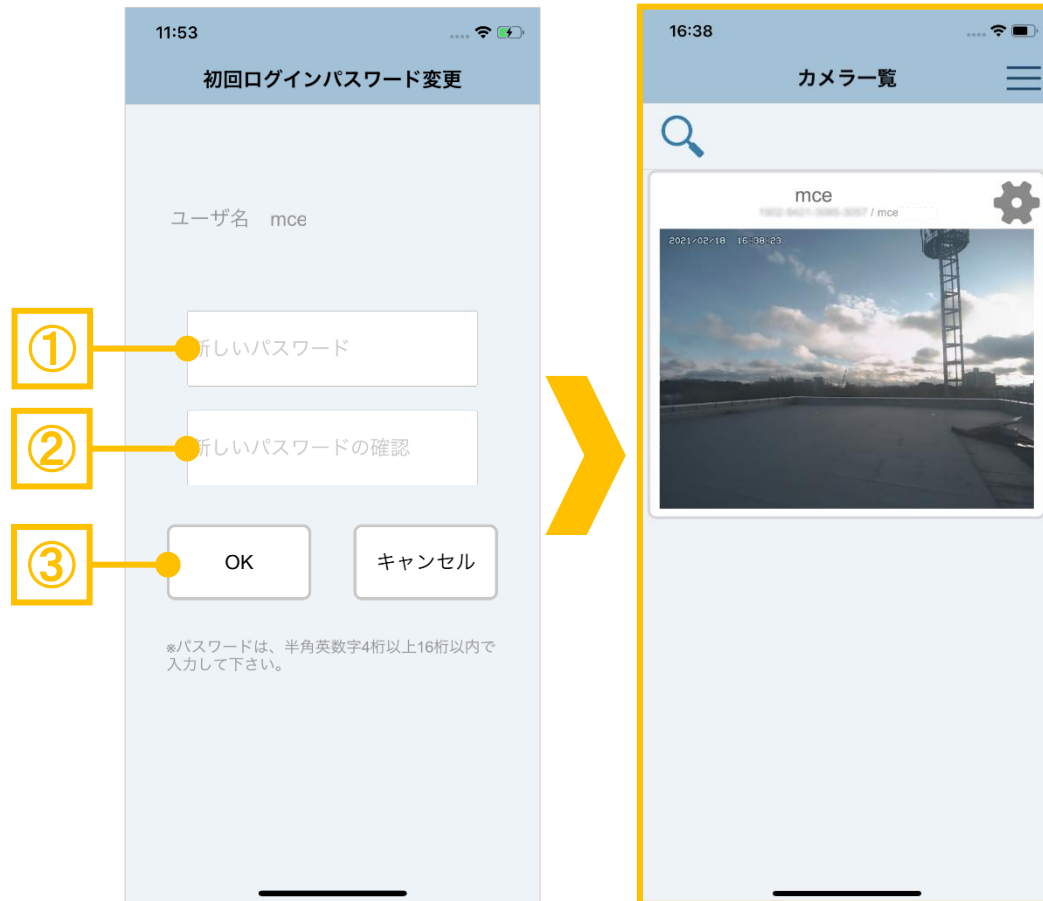 11:53
初回ログインパスワード変更
ユーザ名 mce
①
新しいパスワード
②
新しいパスワードの確認
③
OK
キャンセル
※パスワードは、半角英数字4桁以上16桁以内で
入力して下さい。
16:38
カメラ一覧
mce
/ mce
2021/02/18 16:38:23